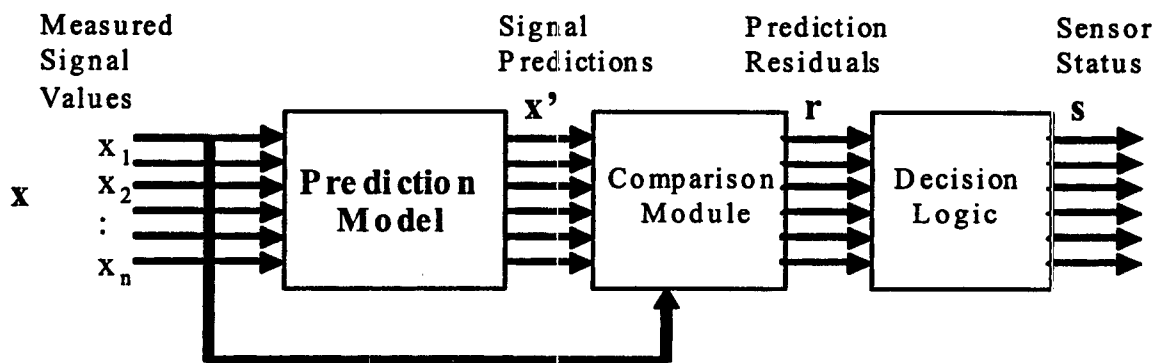 Measured
Signal
Values
Signal
Predictions
Prediction
Residuals
Sensor
Status
x
x1
x2
:
xn
Prediction
Model
x’
Comparison
Module
r
Decision
Logic
s